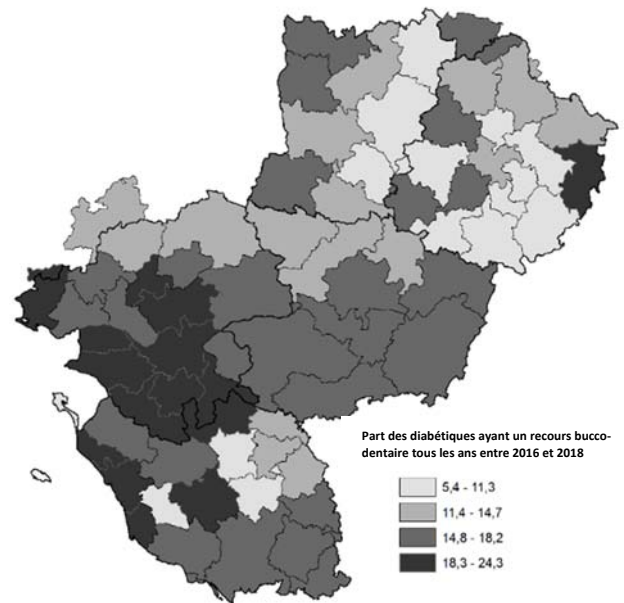 Part des diabétiques ayant un recours bucco-
dentaire tous les ans entre 2016 et 2018
5,4 - 11,3
11,4 - 14,7
14,8 - 18,2
18,3 - 24,3